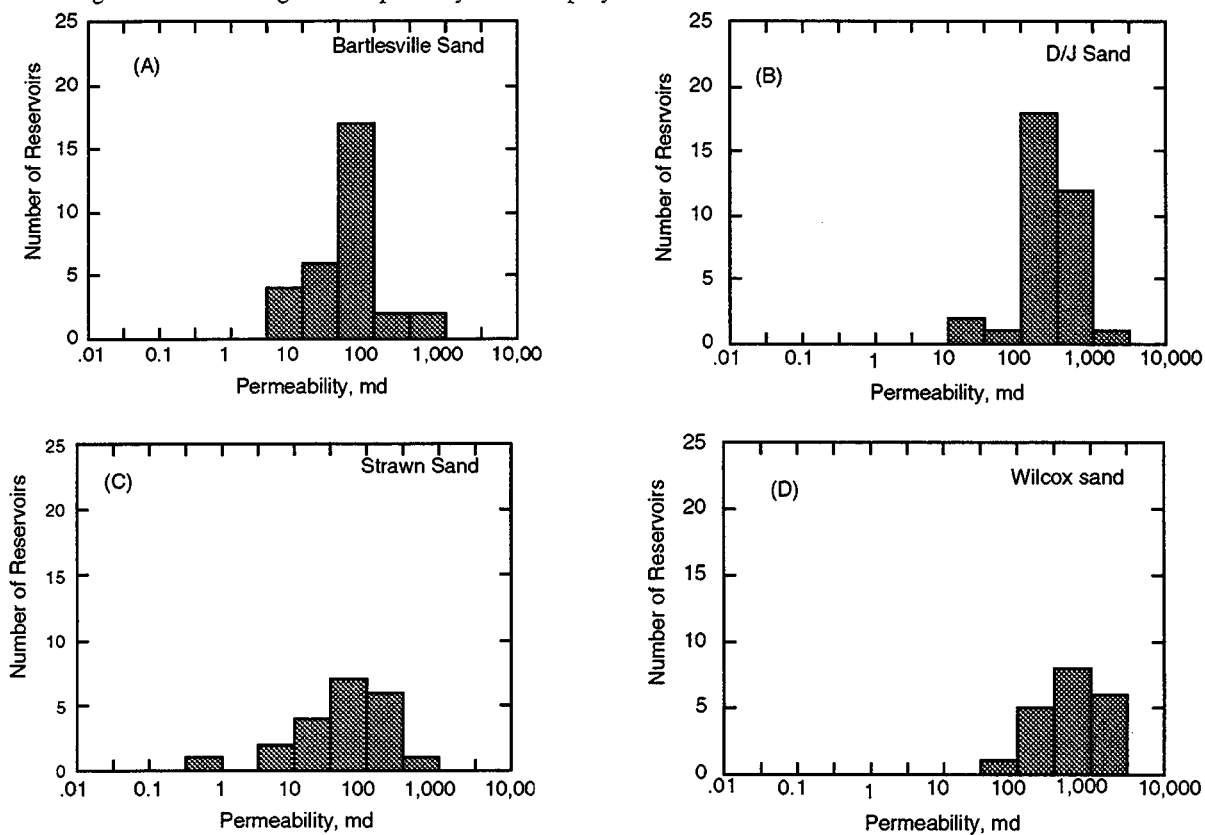 Bartlesville Sand
(A)
Number of Reservoirs
25
20
15
10
5
0
.01 0.1 1 10 100 1,000 10,00
Permeability, md
D/J Sand
(B)
Number of Resrvoirs
25
20
15
10
5
0
.01 0.1 1 10 100 1,000 10,000
Permeability, md
Strawn Sand
(C)
Number of Reservoirs
25
20
15
10
5
0
.01 0.1 1 10 100 1,000 10,00
Permeability, md
Wilcox sand
(D)
Number of Reservoirs
25
20
15
10
5
0
.01 0.1 1 10 100 1,000 10,000
Permeability, md